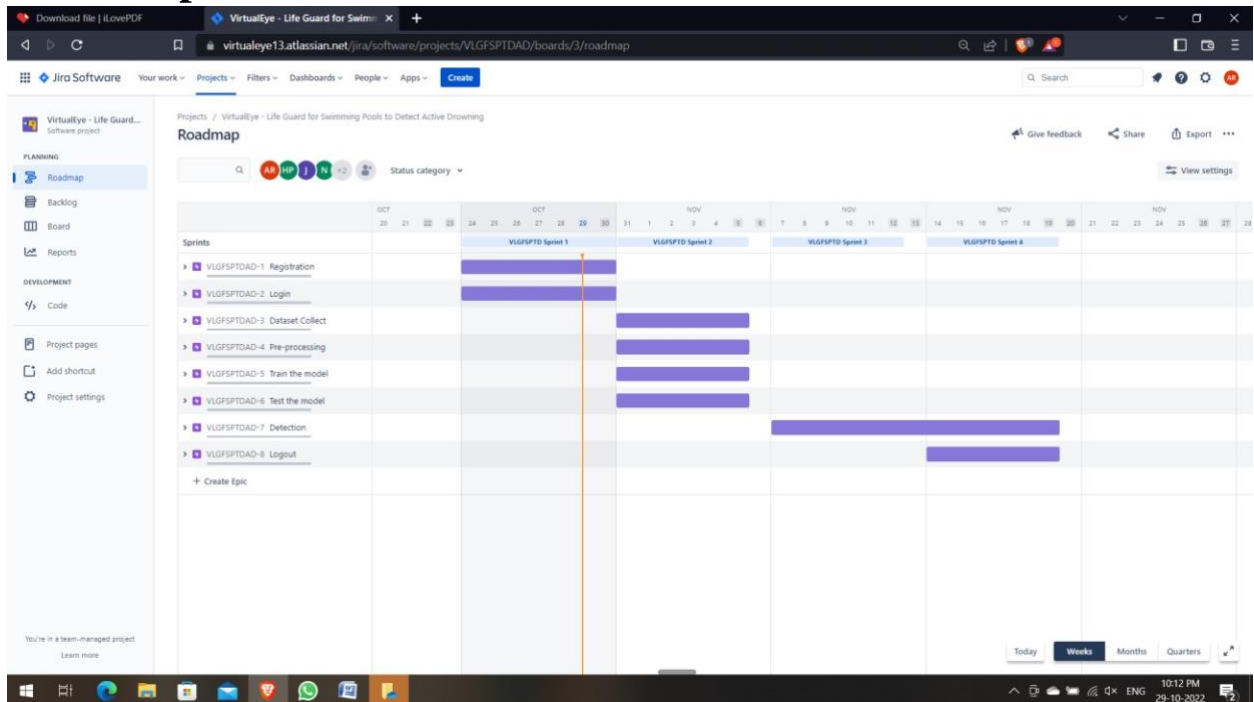 Download file | iLovePDF
VirtualEye - Life Guard for Swimm
virtualeye13.atlassian.net/jira/software/projects/VLGFSPTDAD/boards/3/roadmap
Jira Software Your work Projects Filters Dashboards People Apps Create Search AR
VirtualEye - Life Guard...
Software project
PLANNING
Roadmap
Backlog
Board
Reports
DEVELOPMENT
Code
Project pages
Add shortcut
Project settings
You're in a team-managed project
Learn more
Projects / VirtualEye - Life Guard for Swimming Pools to Detect Active Drowning
Roadmap
Give feedback Share Export
AR HP J N +2 Status category
View settings
OCT OCT NOV NOV NOV NOV
20 21 22 23 24 25 26 27 28 29 30 31 1 2 3 4 5 6 7 8 9 10 11 12 13 14 15 16 17 18 19 20 21 22 23 24 25 26 27 28
Sprints VLGFSPTD Sprint 1 VLGFSPTD Sprint 2 VLGFSPTD Sprint 3 VLGFSPTD Sprint 4
VLGFSPTDAD-1 Registration
VLGFSPTDAD-2 Login
VLGFSPTDAD-3 Dataset Collect
VLGFSPTDAD-4 Pre-processing
VLGFSPTDAD-5 Train the model
VLGFSPTDAD-6 Test the model
VLGFSPTDAD-7 Detection
VLGFSPTDAD-8 Logout
+ Create Epic
Today Weeks Months Quarters
ENG
10:12 PM
29-10-2022